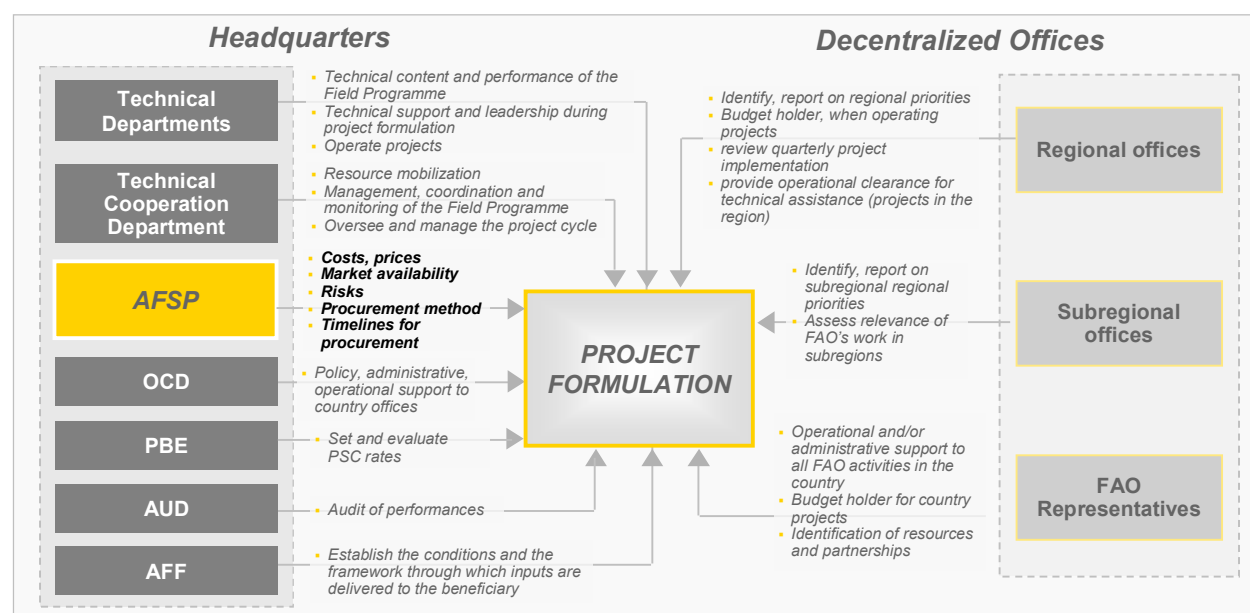 Headquarters
Decentralized Offices
Technical
Departments
▪ Technical content and performance of the
Field Programme
▪ Technical support and leadership during
project formulation
▪ Operate projects
Technical
Cooperation
Department
▪ Resource mobilization
▪ Management, coordination and
monitoring of the Field Programme
▪ Oversee and manage the project cycle
AFSP
▪ Costs, prices
▪ Market availability
▪ Risks
▪ Procurement method
▪ Timelines for
procurement
OCD
▪ Policy, administrative,
operational support to
country offices
PBE
▪ Set and evaluate
PSC rates
AUD
▪ Audit of performances
AFF
▪ Establish the conditions and the
framework through which inputs are
delivered to the beneficiary
PROJECT
FORMULATION
▪ Identify, report on regional priorities
▪ Budget holder, when operating
projects
▪ review quarterly project
implementation
▪ provide operational clearance for
technical assistance (projects in the
region)
Regional offices
▪ Identify, report on
subregional regional
priorities
▪ Assess relevance of
FAO's work in
subregions
Subregional
offices
▪ Operational and/or
administrative support to
all FAO activities in the
country
▪ Budget holder for country
projects
▪ Identification of resources
and partnerships
FAO
Representatives